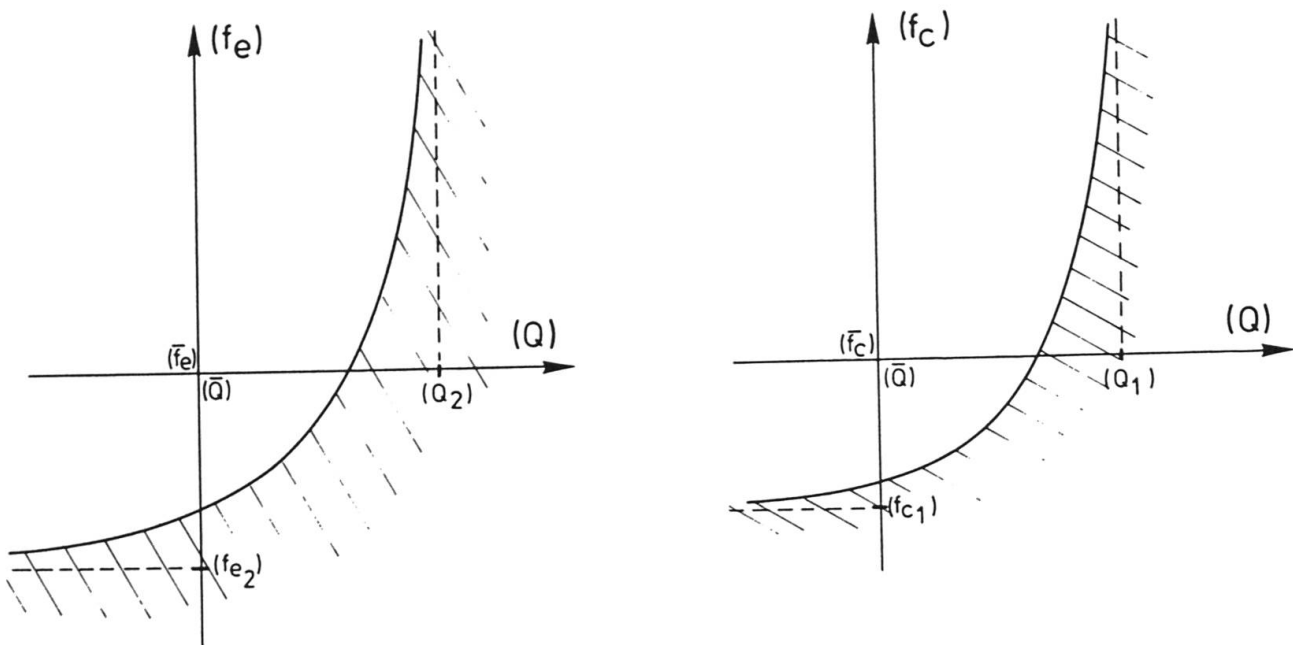 (fe)
(Q)
(f̄e)
(Q̄)
(Q2)
(fe2)
(fc)
(Q)
(f̄c)
(Q̄)
(Q1)
(fc1)